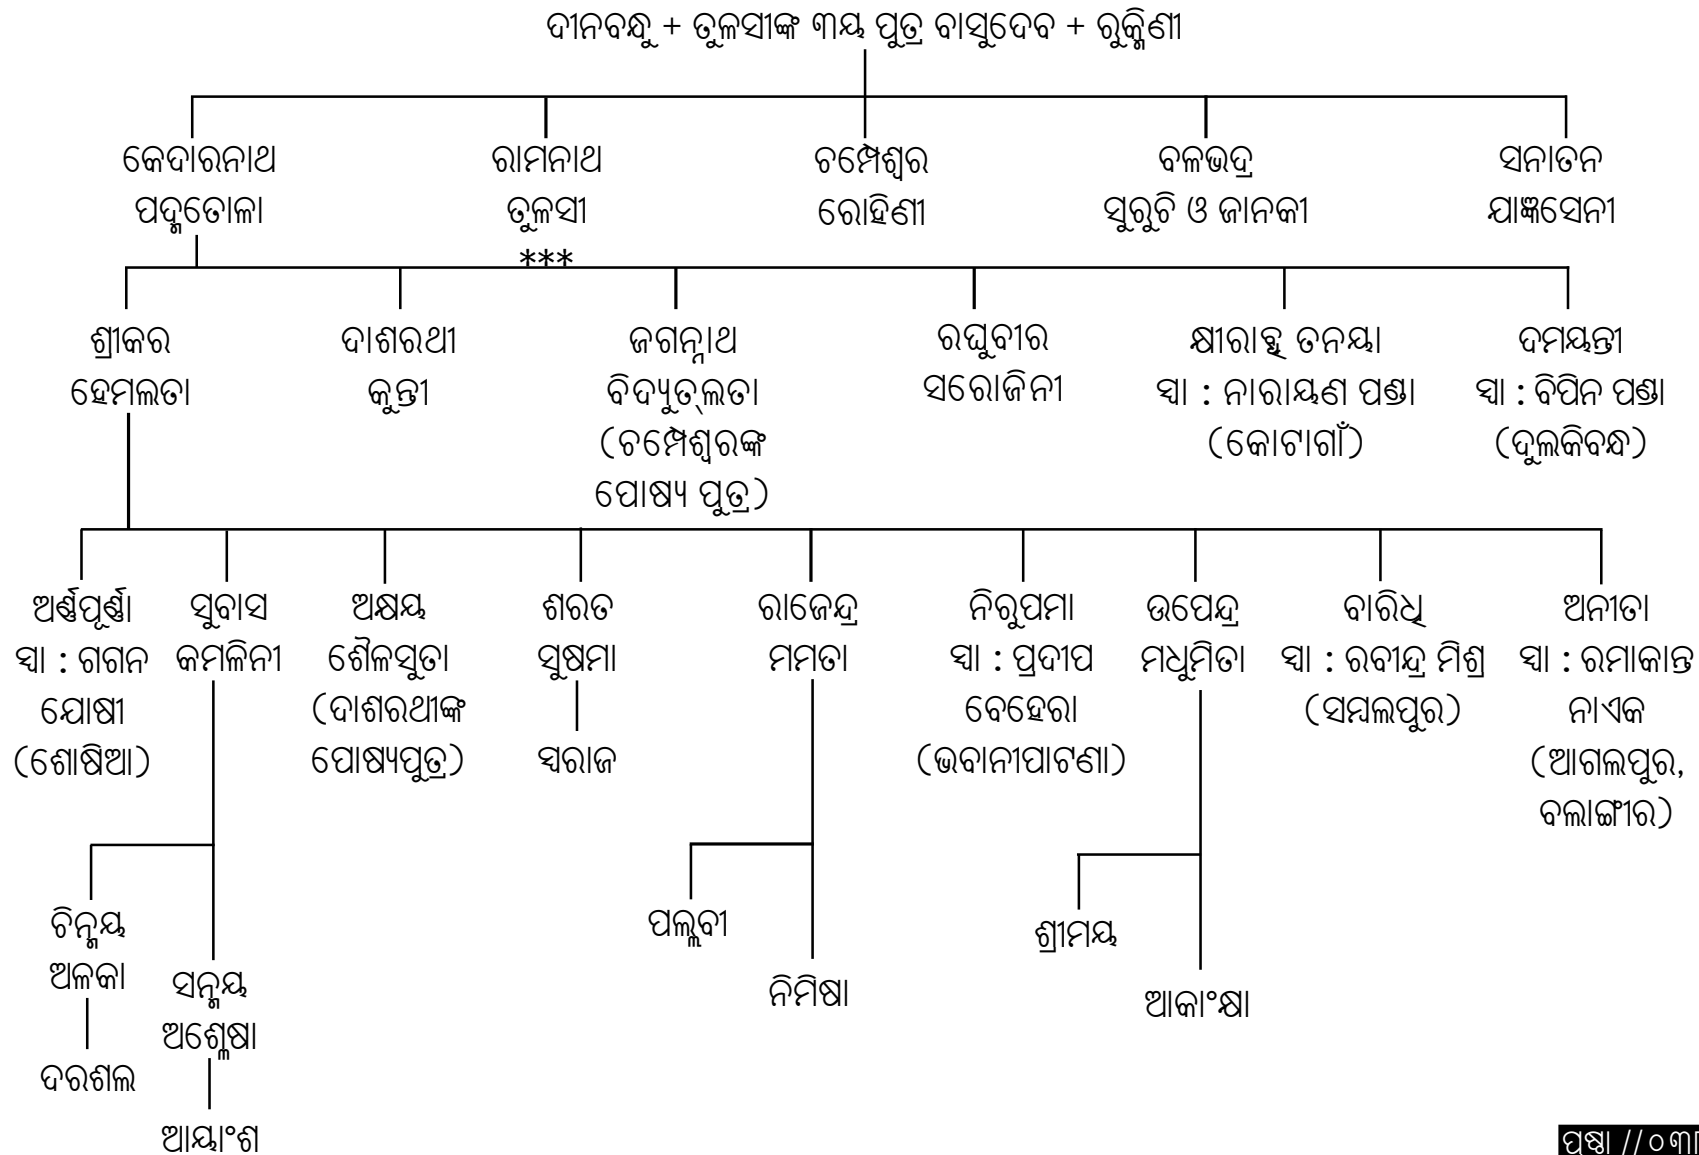 ଦୀନବନ୍ଧୁ + ତୁଳସୀଙ୍କ ୩ୟ ପୁତ୍ର ବାସୁଦେବ + ରୁକ୍ମିଣୀ
କେଦାରନାଥ ରାମନାଥ ଚମ୍ପେଶ୍ୱର ବଳଭଦ୍ର ସନାତନ
ପଦ୍ମତୋଳା ତୁଳସୀ ରୋହିଣୀ ସୁରୁଚି ଓ ଜାନକୀ ଯାଜ୍ଞସେନୀ
***
ଶ୍ରୀକର ଦାଶରଥୀ ଜଗନ୍ନାଥ ରଘୁବୀର କ୍ଷୀରାବ୍ଧି ତନୟା ଦମୟନ୍ତୀ
ହେମଲତା କୁନ୍ତୀ ବିଦ୍ୟୁତ୍‌ଲତା ସରୋଜିନୀ ସ୍ୱା : ନାରାୟଣ ପଣ୍ଡା ସ୍ୱା : ବିପିନ ପଣ୍ଡା
(ଚମ୍ପେଶ୍ୱରଙ୍କ (କୋଟାଗାଁ) (ଦୁଲକିବନ୍ଧ)
ପୋଷ୍ୟ ପୁତ୍ର)
ଅର୍ଣ୍ଣପୂର୍ଣ୍ଣା ସୁବାସ ଅକ୍ଷୟ ଶରତ ରାଜେନ୍ଦ୍ର ନିରୁପମା ଉପେନ୍ଦ୍ର ବାରିଧି ଅନୀତା
ସ୍ୱା : ଗଗନ କମଳିନୀ ଶୈଳସୁତା ସୁଷମା ମମତା ସ୍ୱା : ପ୍ରଦୀପ ମଧୁମିତା ସ୍ୱା : ରବୀନ୍ଦ୍ର ମିଶ୍ର ସ୍ୱା : ରମାକାନ୍ତ
ଯୋଷୀ (ଦାଶରଥୀଙ୍କ ବେହେରା (ସମ୍ବଲପୁର) ନାଏକ
(ଶୋଷିଆ) ପୋଷ୍ୟପୁତ୍ର) ସ୍ୱରାଜ (ଭବାନୀପାଟଣା) (ଆଗଲପୁର,
ବଲାଙ୍ଗୀର)
ଚିନ୍ମୟ ପଲ୍ଲବୀ ଶ୍ରୀମୟ
ଅଳକା ସନ୍ମୟ ନିମିଷା ଆକାଂକ୍ଷା
ଅଶ୍ଳେଷା
ଦରଶଲ
ଆୟାଂଶ
ପୃଷ୍ଠା //୦୩